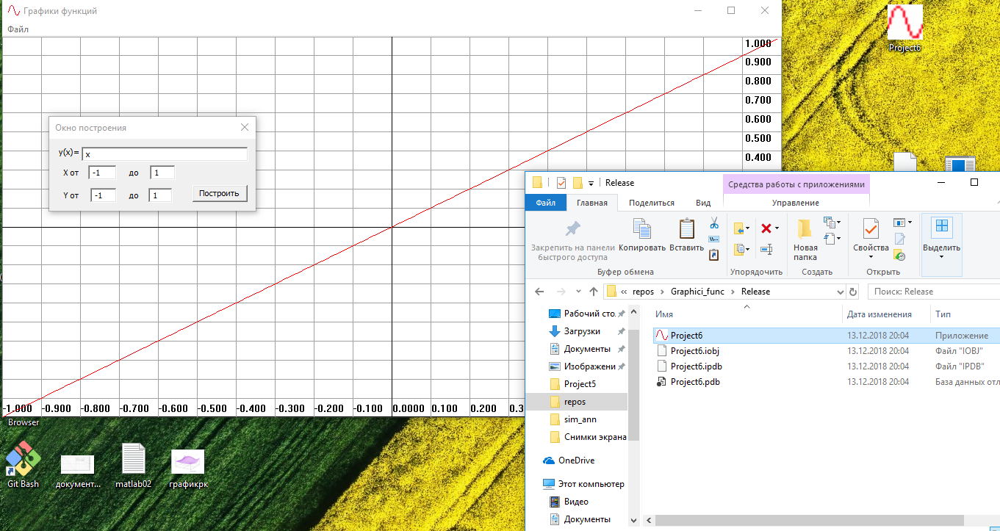 Графики функций
Файл
1.000
0.900
0.800
0.700
0.600
0.500
0.400
Окно построения
y(x)= x
X от -1 до 1
Y от -1 до 1 Построить
-1.000 -0.900 -0.800 -0.700 -0.600 -0.500 -0.400 -0.300 -0.200 -0.100 0.0000 0.100 0.200 0.3
Project6
Release
Средства работы с приложениями
Файл Главная Поделиться Вид Управление
Закрепить на панели быстрого доступа
Копировать
Вставить
Буфер обмена
Упорядочить
Новая папка
Создать
Свойства
Открыть
Выделить
« repos › Graphici_func › Release
Поиск: Release
Рабочий сто.
Загрузки
Документы
Изображени
Project5
repos
sim_ann
Снимки экрана
OneDrive
Этот компьютер
Видео
Документы
Имя Дата изменения Тип
Project6 13.12.2018 20:04 Приложение
Project6.iobj 13.12.2018 20:04 Файл "IOBJ"
Project6.ipdb 13.12.2018 20:04 Файл "IPDB"
Project6.pdb 13.12.2018 20:04 База данных отл
Browser
Git Bash
документ...
matlab02
графикрк